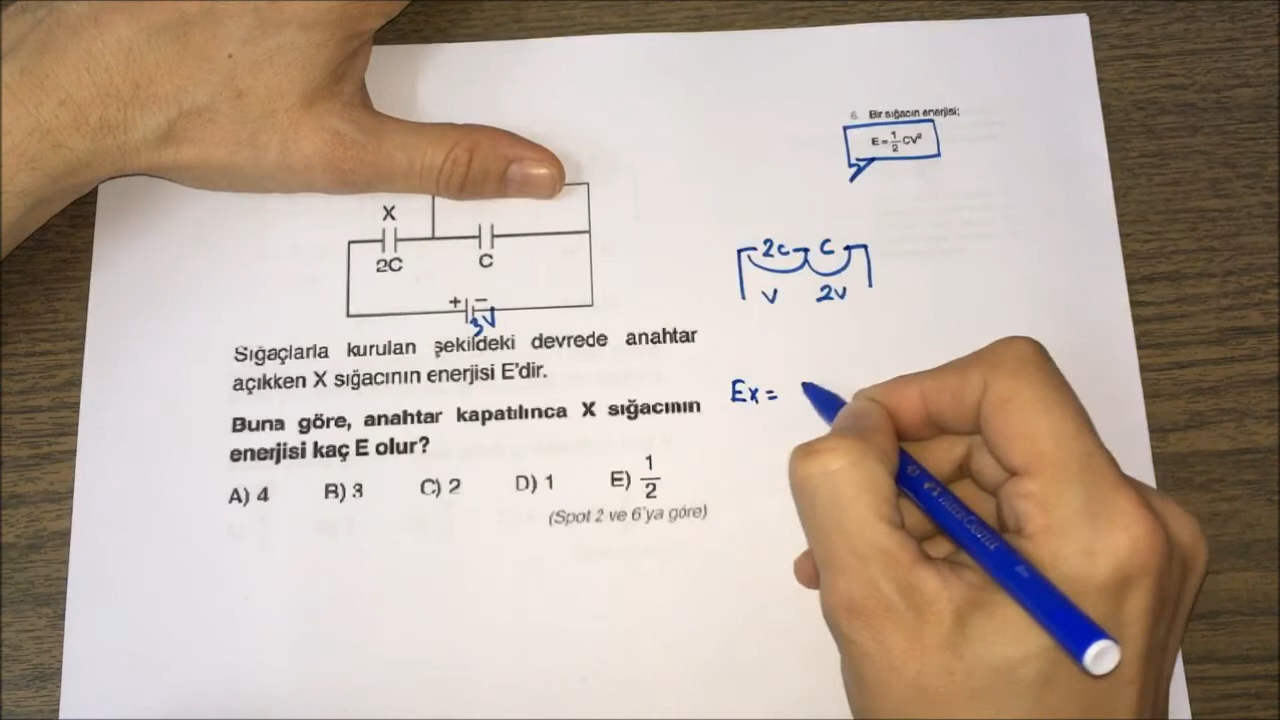 6. Bir sığacın enerjisi;
E = 1/2 CV²
X
2C
C
+ −
3V
2C C
V 2V
Sığaçlarla kurulan şekildeki devrede anahtar
açıkken X sığacının enerjisi E'dir.
Ex =
Buna göre, anahtar kapatılınca X sığacının
enerjisi kaç E olur?
A) 4 B) 3 C) 2 D) 1 E) 1/2
(Spot 2 ve 6'ya göre)
FABER CASTELL